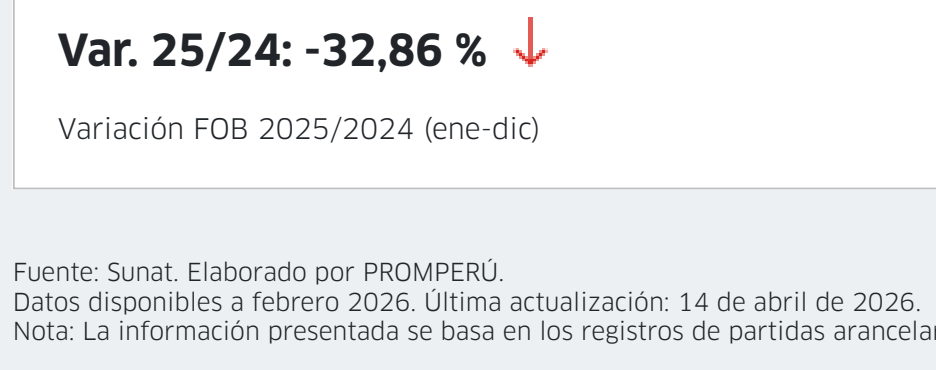 Var. 25/24: -32,86 %
Variación FOB 2025/2024 (ene-dic)
Fuente: Sunat. Elaborado por PROMPERÚ.
Datos disponibles a febrero 2026. Última actualización: 14 de abril de 2026.
Nota: La información presentada se basa en los registros de partidas